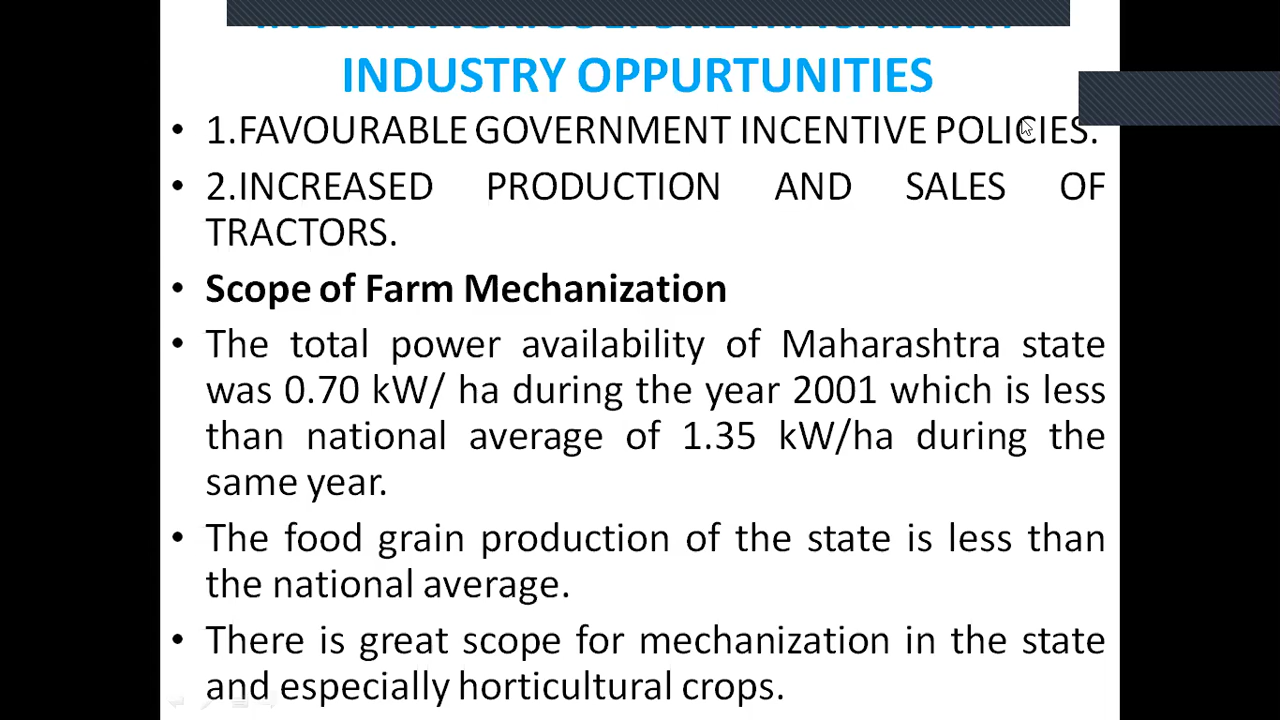 INDUSTRY OPPURTUNITIES
• 1.FAVOURABLE GOVERNMENT INCENTIVE POLICIES.
• 2.INCREASED PRODUCTION AND SALES OF
TRACTORS.
• Scope of Farm Mechanization
• The total power availability of Maharashtra state
was 0.70 kW/ ha during the year 2001 which is less
than national average of 1.35 kW/ha during the
same year.
• The food grain production of the state is less than
the national average.
• There is great scope for mechanization in the state
and especially horticultural crops.